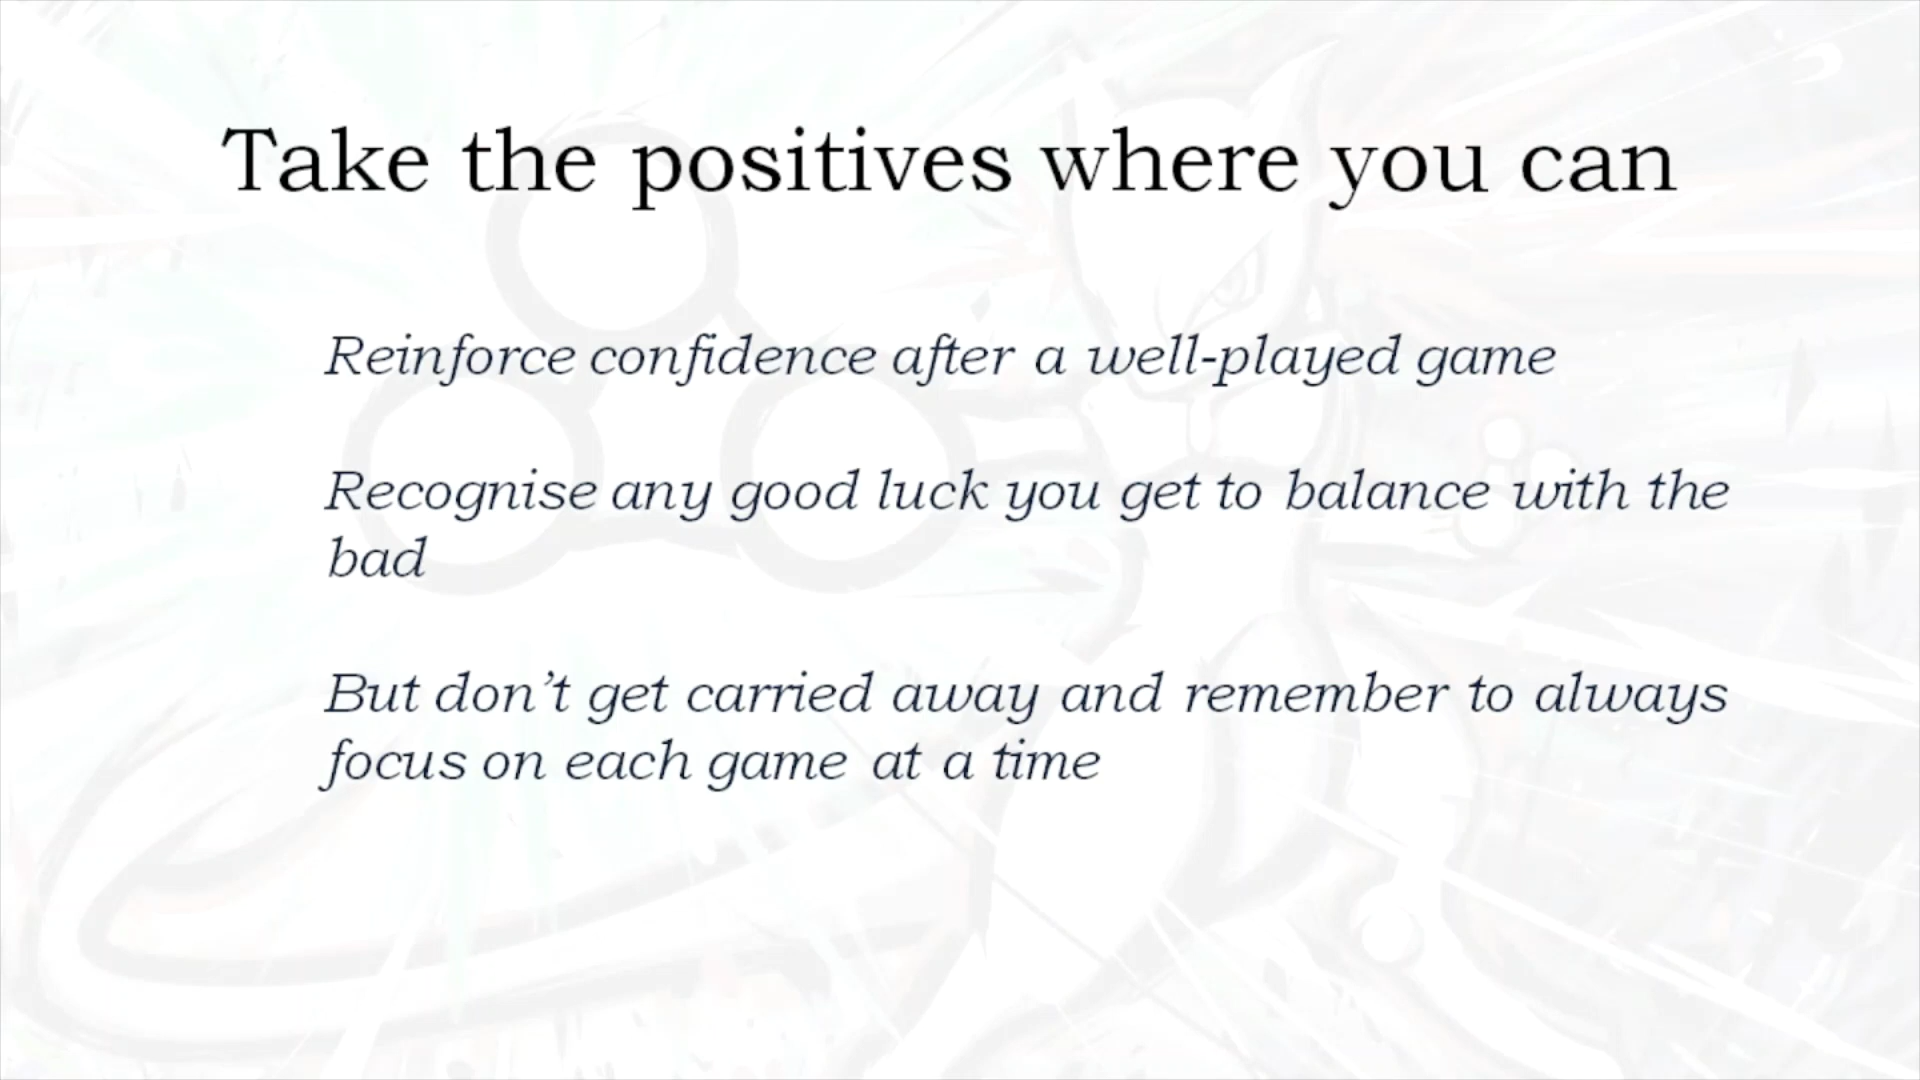 Take the positives where you can
Reinforce confidence after a well-played game
Recognise any good luck you get to balance with the
bad
But don’t get carried away and remember to always
focus on each game at a time